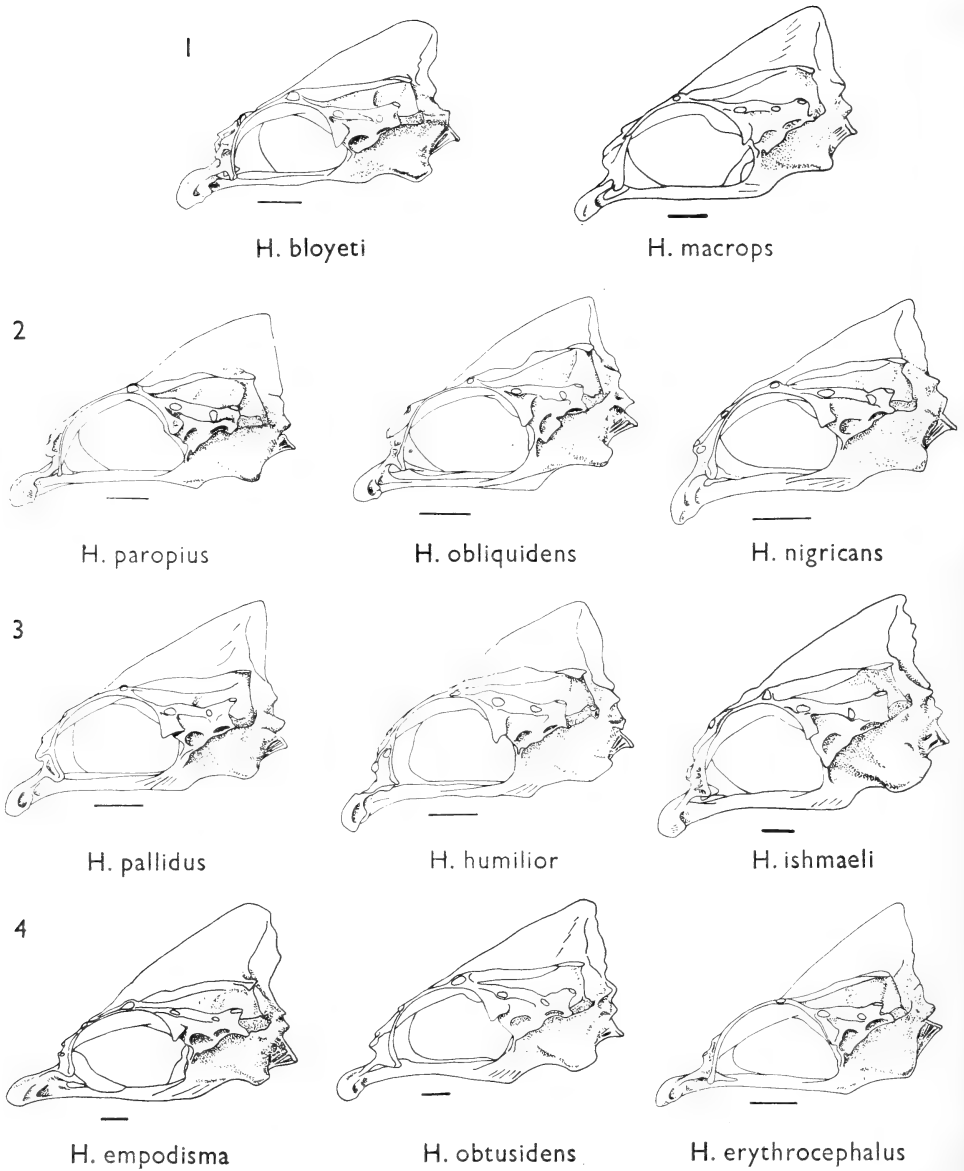 1
H. bloyeti
H. macrops
2
H. paropius
H. obliquidens
H. nigricans
3
H. pallidus
H. humilior
H. ishmaeli
4
H. empodisma
H. obtusidens
H. erythrocephalus